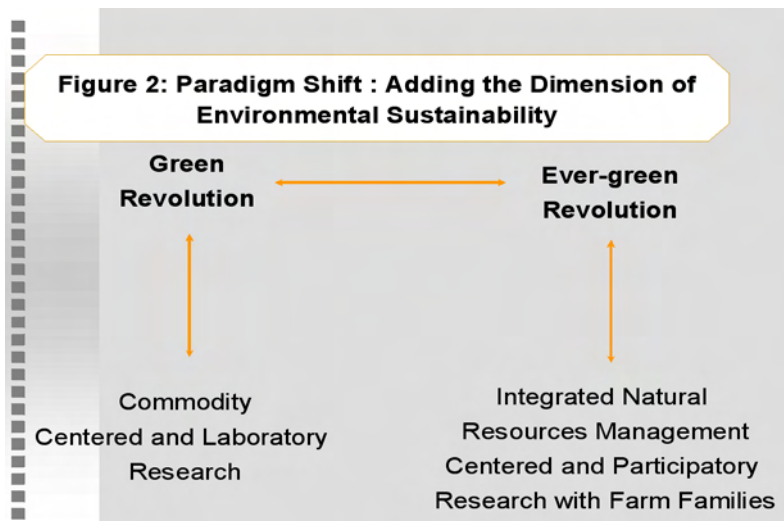 Figure 2: Paradigm Shift : Adding the Dimension of
Environmental Sustainability
Green
Revolution
Ever-green
Revolution
Commodity
Centered and Laboratory
Research
Integrated Natural
Resources Management
Centered and Participatory
Research with Farm Families